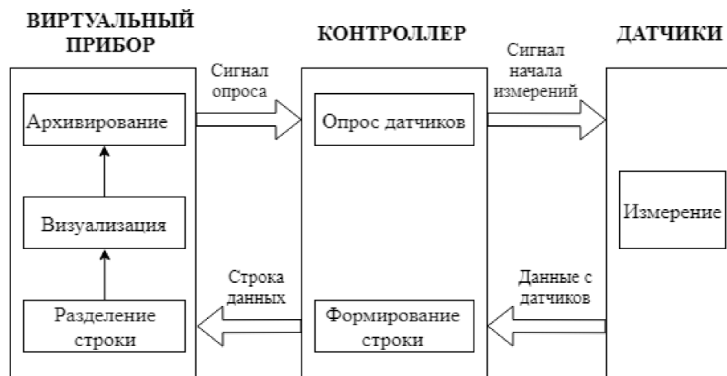 ВИРТУАЛЬНЫЙ
ПРИБОР
КОНТРОЛЛЕР
ДАТЧИКИ
Сигнал
опроса
Сигнал
начала
измерений
Архивирование
Опрос датчиков
Визуализация
Измерение
Строка
данных
Данные с
датчиков
Разделение
строки
Формирование
строки